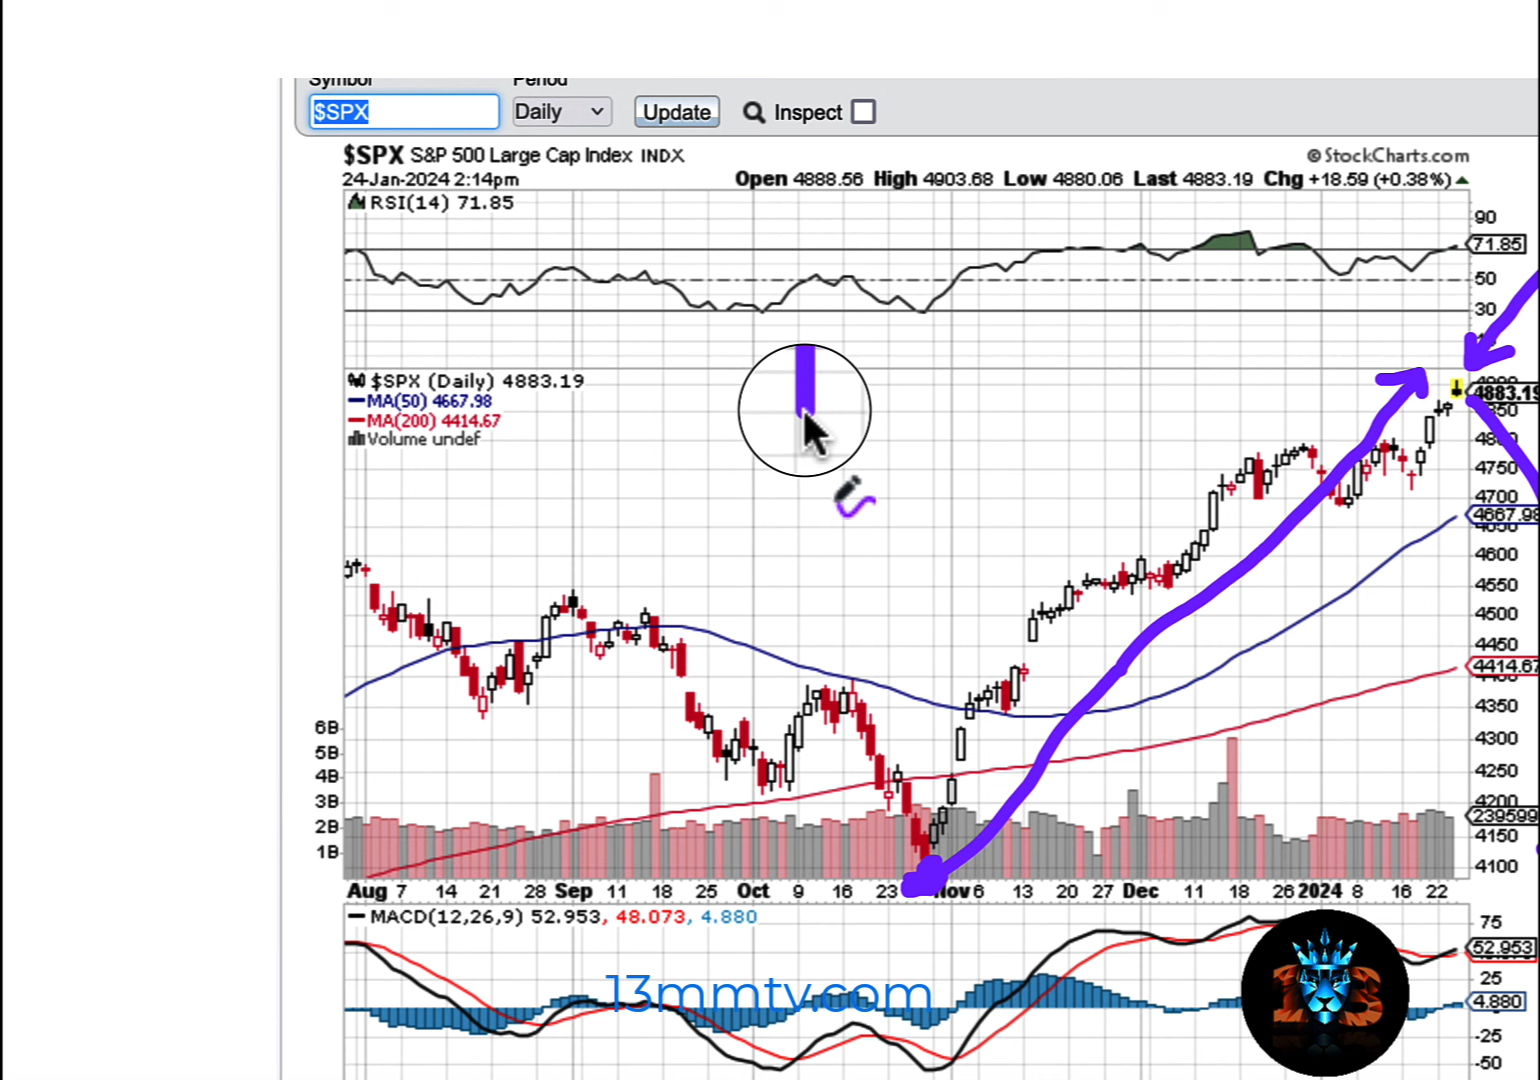 Symbol
Period
$SPX
Daily
Update
Inspect
$SPX S&P 500 Large Cap Index INDX
© StockCharts.com
24-Jan-2024 2:14pm
Open 4888.56 High 4903.68 Low 4880.06 Last 4883.19 Chg +18.59 (+0.38%)
RSI(14) 71.85
90
71.85
50
30
$SPX (Daily) 4883.19
MA(50) 4667.98
MA(200) 4414.67
Volume undef
4883.19
4750
4700
4667.98
4600
4550
4500
4450
4414.67
4350
4300
4250
4200
239599
4150
4100
6B
5B
4B
3B
2B
1B
Aug 7 14 21 28 Sep 11 18 25 Oct 9 16 23 Nov 6 13 20 27 Dec 11 18 26 2024 8 16 22
MACD(12,26,9) 52.953, 48.073, 4.880
75
52.953
25
4.880
-25
-50
13mmtv.com